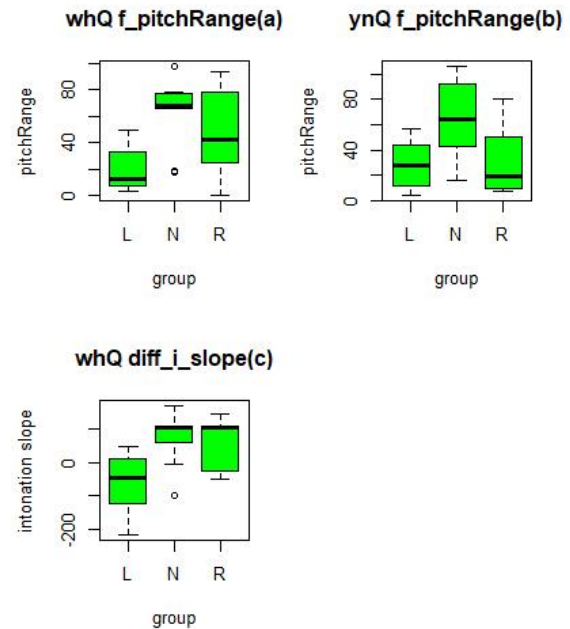 whQ f_pitchRange(a)
pitchRange
0
40
80
L N R
group
ynQ f_pitchRange(b)
pitchRange
0
40
80
L N R
group
whQ diff_i_slope(c)
intonation slope
-200
0
L N R
group